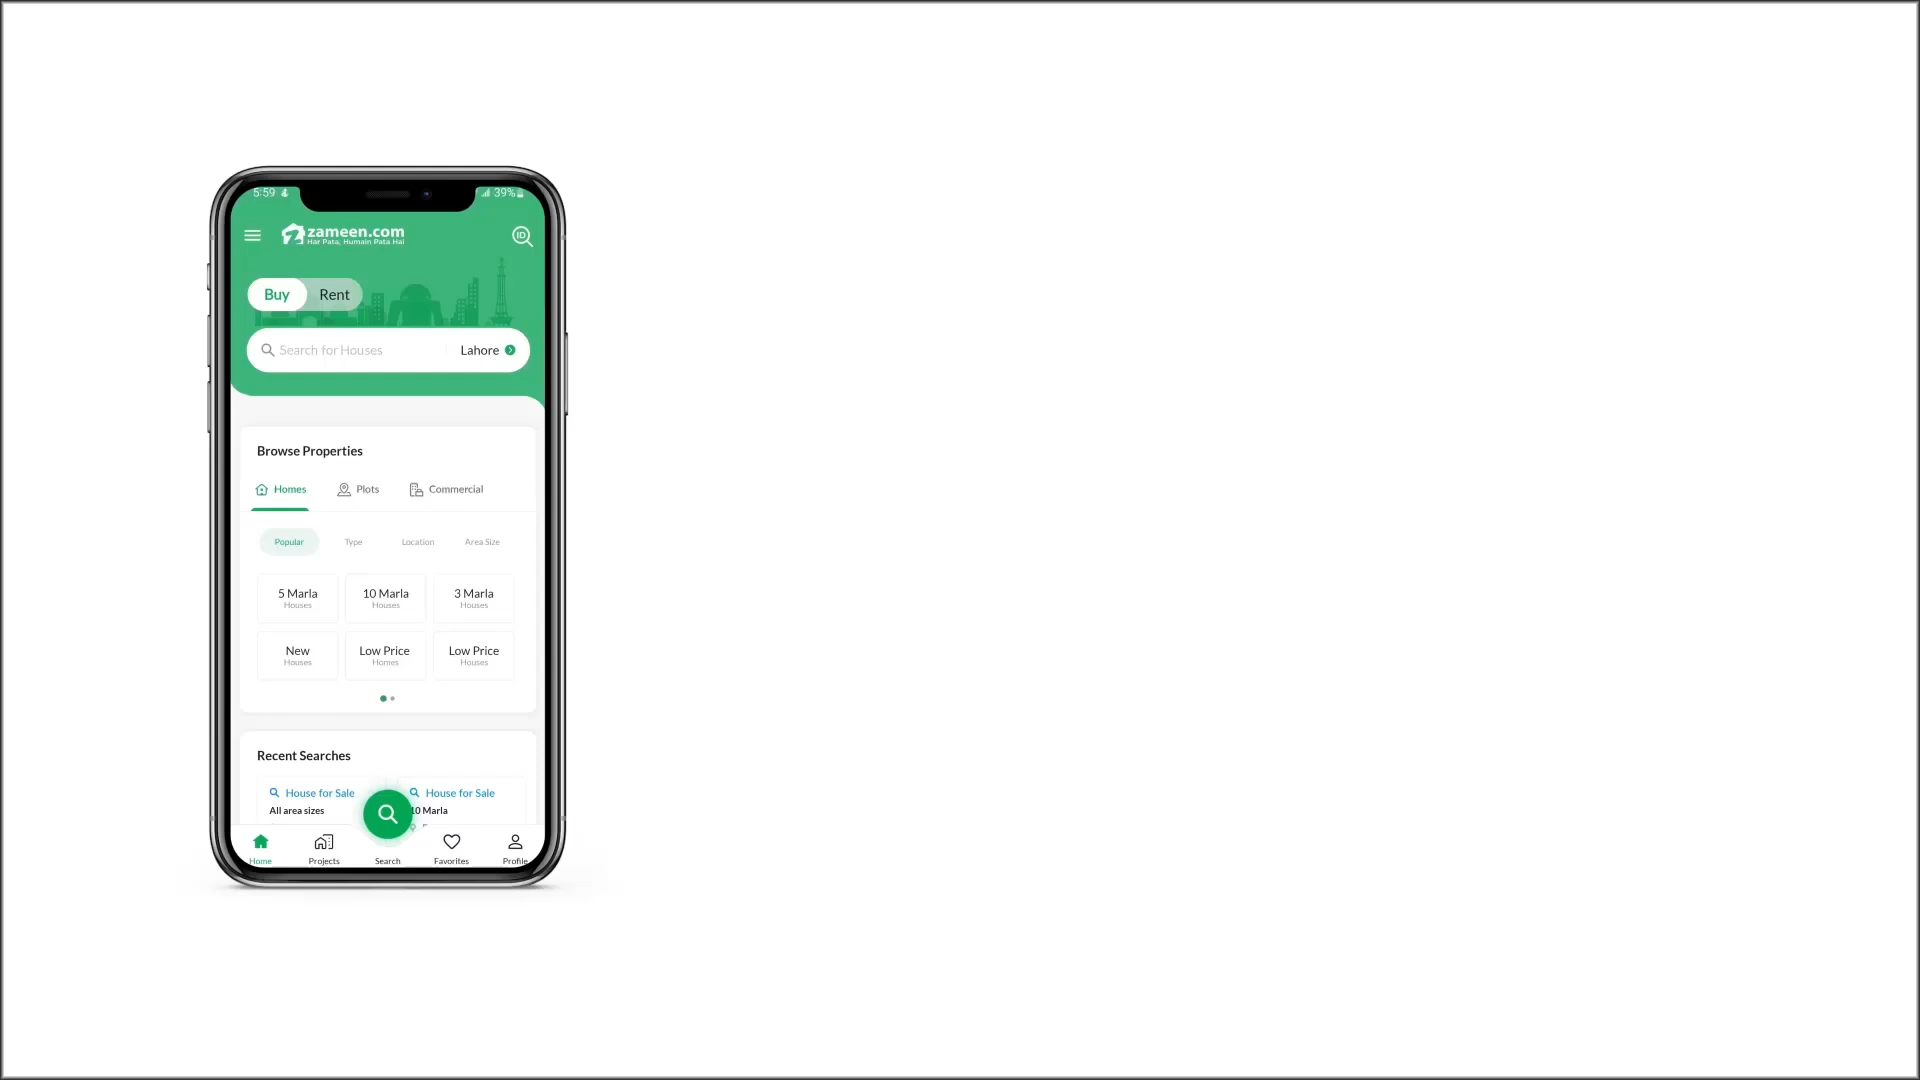 5:59 39%
zameen.com
Har Pata, Humain Pata Hai
ID
Buy Rent
Search for Houses Lahore
Browse Properties
Homes Plots Commercial
Popular Type Location Area Size
5 Marla 10 Marla 3 Marla
Houses Houses Houses
New Low Price Low Price
Houses Homes Houses
Recent Searches
House for Sale House for Sale
All area sizes 10 Marla
Home Projects Search Favorites Profile